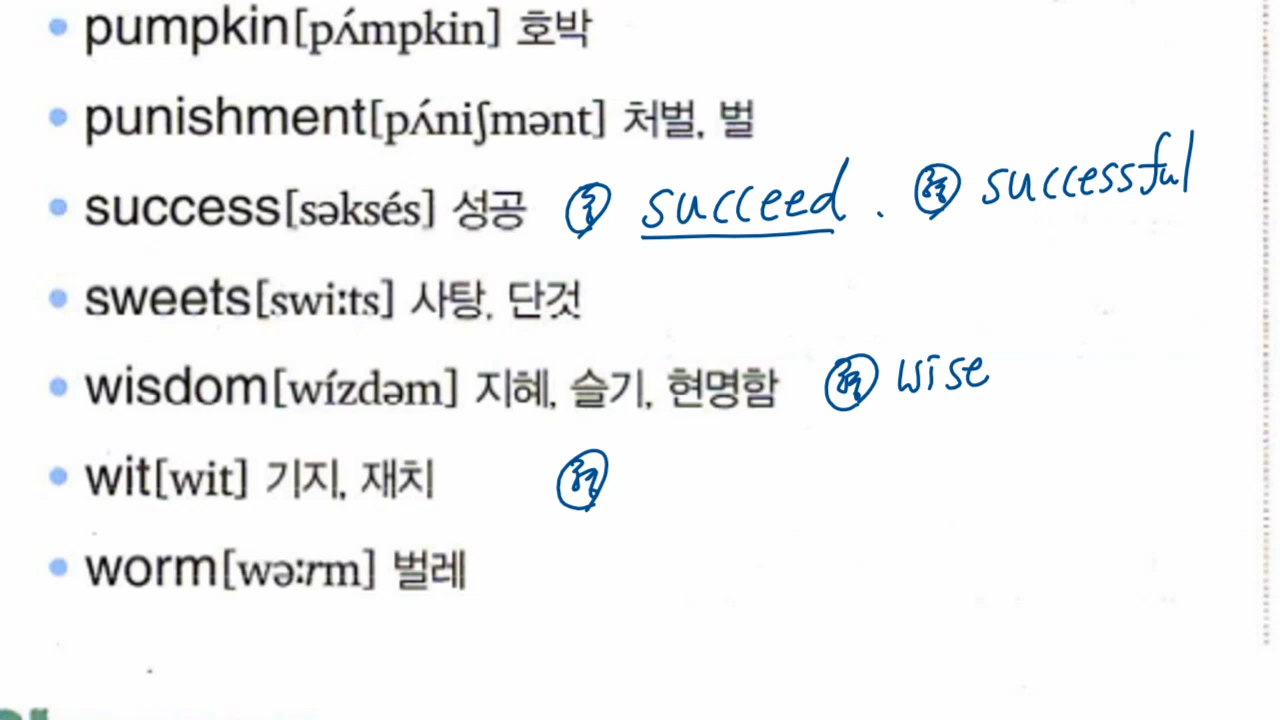 • pumpkin[pʌ́mpkin] 호박
• punishment[pʌ́niʃmənt] 처벌, 벌
• success[səksés] 성공 동 succeed. 형 successful
• sweets[swi:ts] 사탕, 단것
• wisdom[wízdəm] 지혜, 슬기, 현명함 형 wise
• wit[wit] 기지, 재치 형
• worm[wə:rm] 벌레